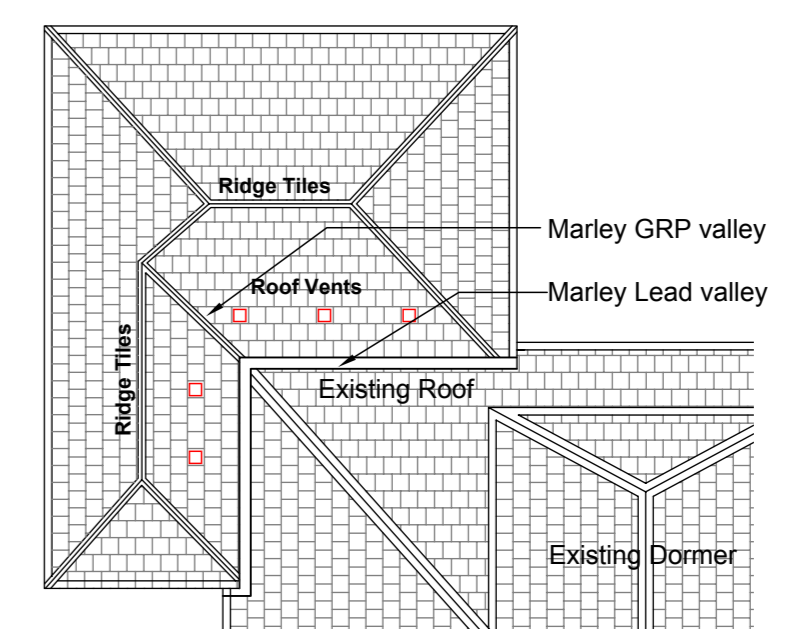 Ridge Tiles
Marley GRP valley
Roof Vents
Marley Lead valley
Ridge Tiles
Existing Roof
Existing Dormer